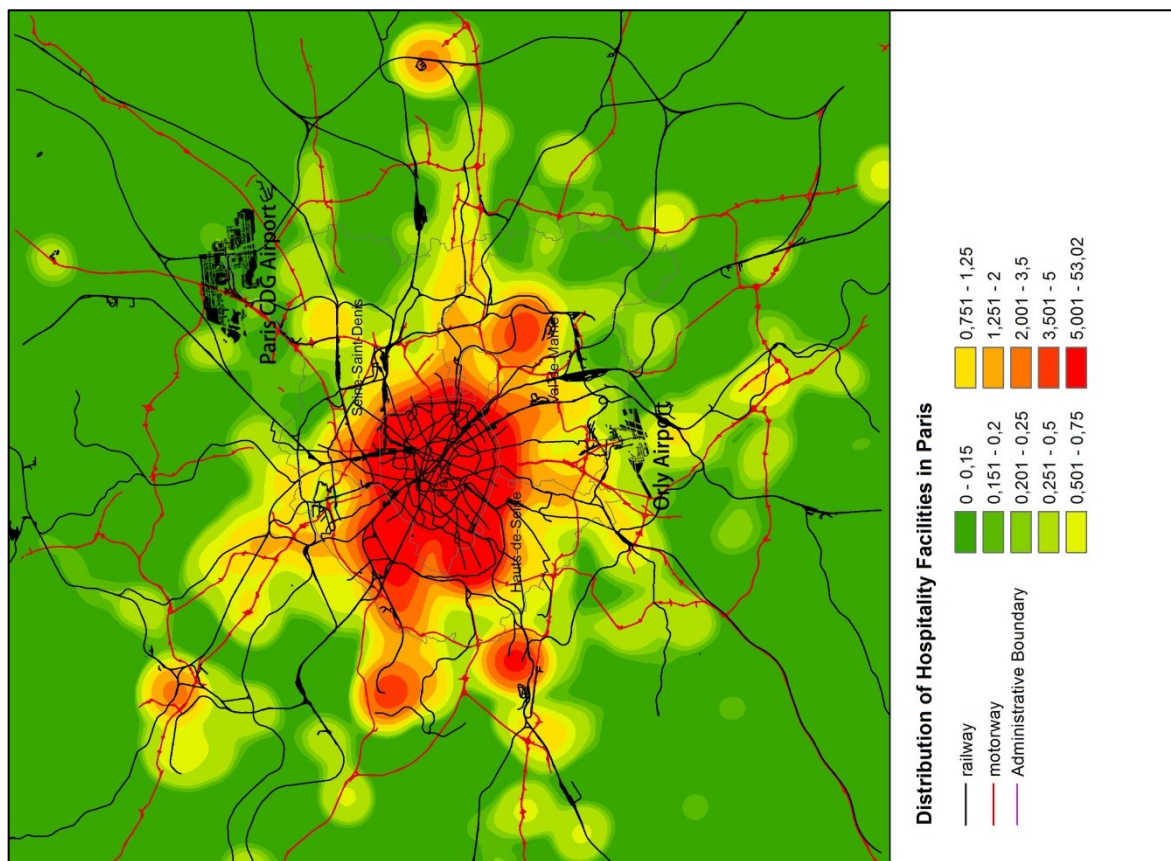 Paris CDG Airport
Seine-Saint-Denis
Hauts-de-Seine
Val-de-Marne
Orly Airport
Distribution of Hospitality Facilities in Paris
railway
motorway
Administrative Boundary
0 - 0,15
0,151 - 0,2
0,201 - 0,25
0,251 - 0,5
0,501 - 0,75
0,751 - 1,25
1,251 - 2
2,001 - 3,5
3,501 - 5
5,001 - 53,02